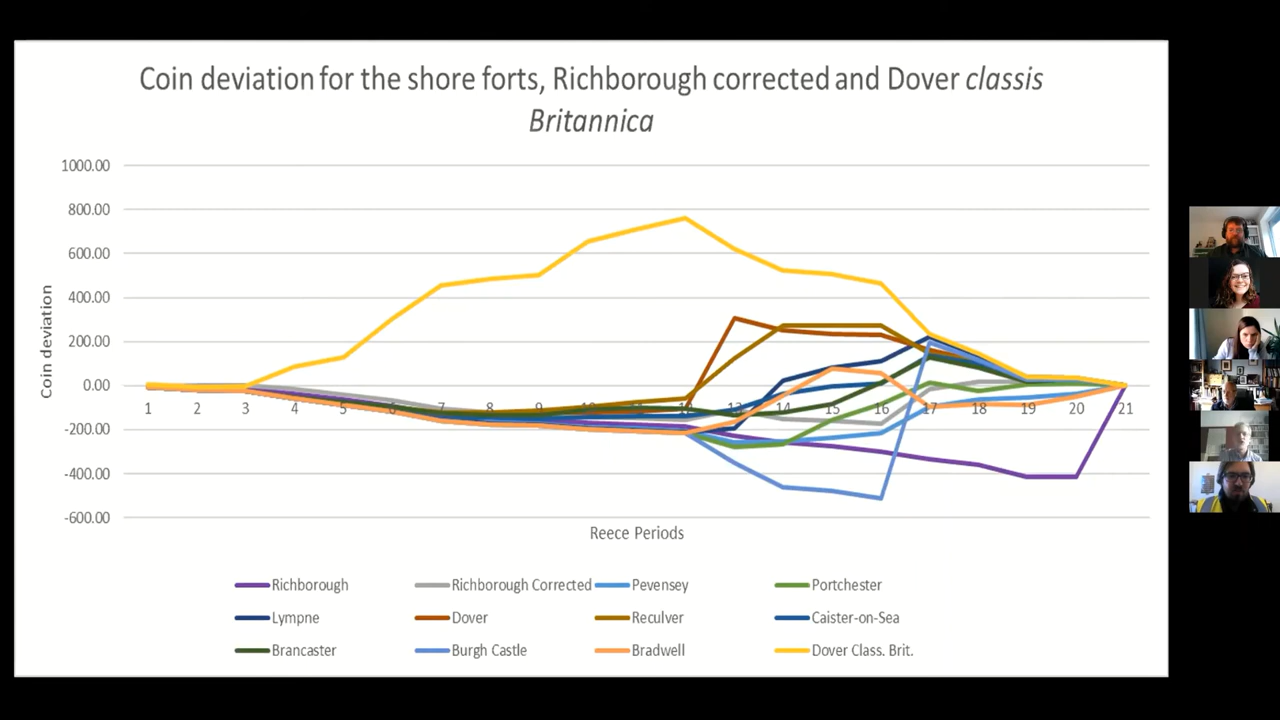 Coin deviation for the shore forts, Richborough corrected and Dover classis
Britannica
1000.00
800.00
600.00
400.00
200.00
0.00
-200.00
-400.00
-600.00
Coin deviation
1 2 3 4 5 6 7 8 9 10 11 12 13 14 15 16 17 18 19 20 21
Reece Periods
Richborough Richborough Corrected Pevensey Portchester
Lympne Dover Reculver Caister-on-Sea
Brancaster Burgh Castle Bradwell Dover Class. Brit.